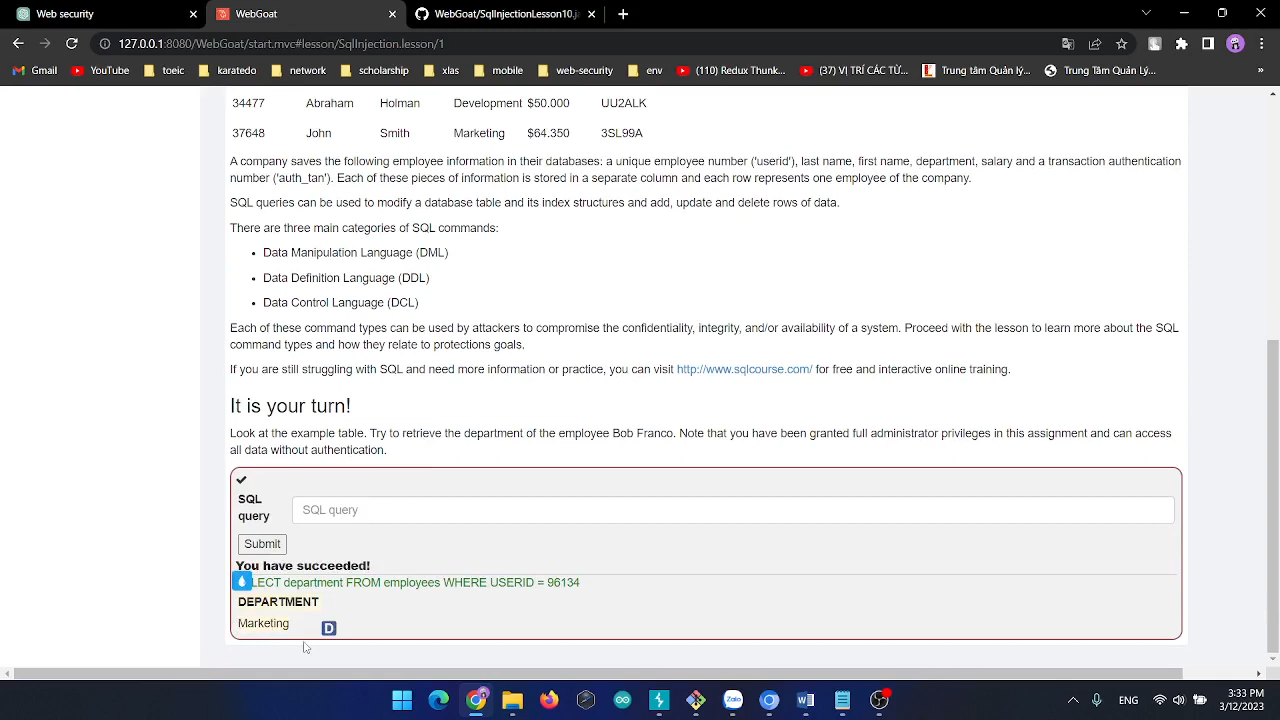 Web security
WebGoat
WebGoat/SqlInjectionLesson10.ja
127.0.0.1:8080/WebGoat/start.mvc#lesson/SqlInjection.lesson/1
Gmail YouTube toeic karatedo network scholarship xlas mobile web-security env (110) Redux Thunk... (37) VỊ TRÍ CÁC TỪ... Trung tâm Quản lý... Trung Tâm Quản Lý...
34477 Abraham Holman Development $50.000 UU2ALK
37648 John Smith Marketing $64.350 3SL99A
A company saves the following employee information in their databases: a unique employee number ('userid'), last name, first name, department, salary and a transaction authentication
number ('auth_tan'). Each of these pieces of information is stored in a separate column and each row represents one employee of the company.
SQL queries can be used to modify a database table and its index structures and add, update and delete rows of data.
There are three main categories of SQL commands:
• Data Manipulation Language (DML)
• Data Definition Language (DDL)
• Data Control Language (DCL)
Each of these command types can be used by attackers to compromise the confidentiality, integrity, and/or availability of a system. Proceed with the lesson to learn more about the SQL
command types and how they relate to protections goals.
If you are still struggling with SQL and need more information or practice, you can visit http://www.sqlcourse.com/ for free and interactive online training.
It is your turn!
Look at the example table. Try to retrieve the department of the employee Bob Franco. Note that you have been granted full administrator privileges in this assignment and can access
all data without authentication.
SQL
query
SQL query
Submit
You have succeeded!
LECT department FROM employees WHERE USERID = 96134
DEPARTMENT
Marketing
D
Zalo
ENG
3:33 PM
3/12/2023